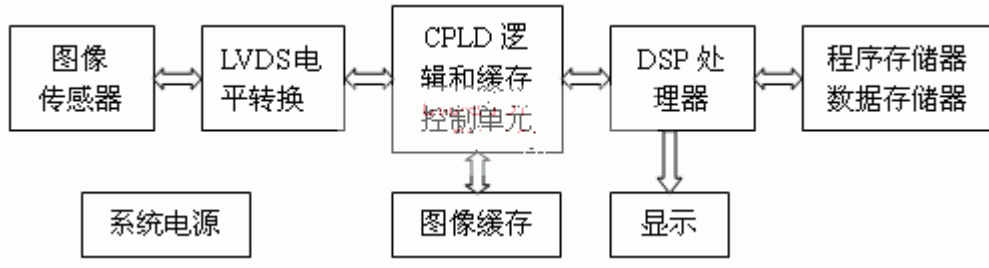 图像
传感器
LVDS电
平转换
CPLD 逻
辑和缓存
控制单元
DSP 处
理器
程序存储器
数据存储器
系统电源
图像缓存
显示